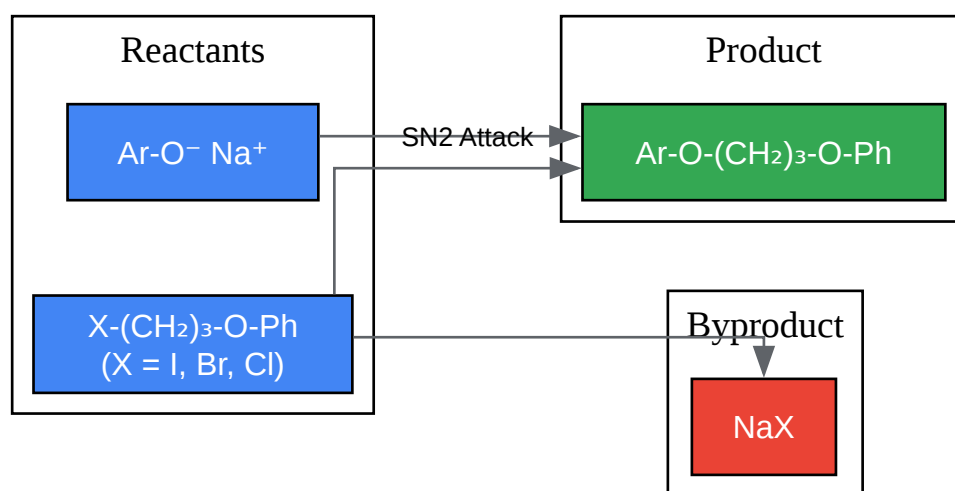 Reactants
Product
Ar-O⁻ Na⁺
SN2 Attack
Ar-O-(CH₂)₃-O-Ph
X-(CH₂)₃-O-Ph
(X = I, Br, Cl)
Byproduct
NaX